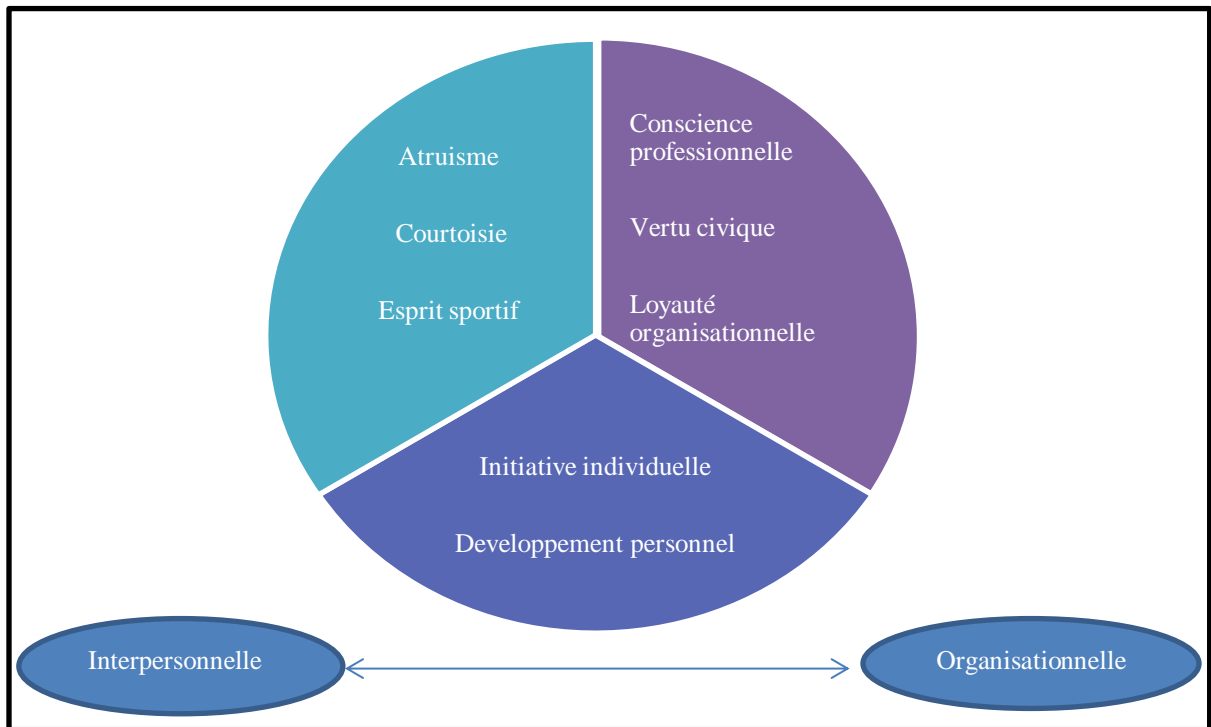 Atruisme
Courtoisie
Esprit sportif
Conscience
professionnelle
Vertu civique
Loyauté
organisationnelle
Initiative individuelle
Developpement personnel
Interpersonnelle
Organisationnelle